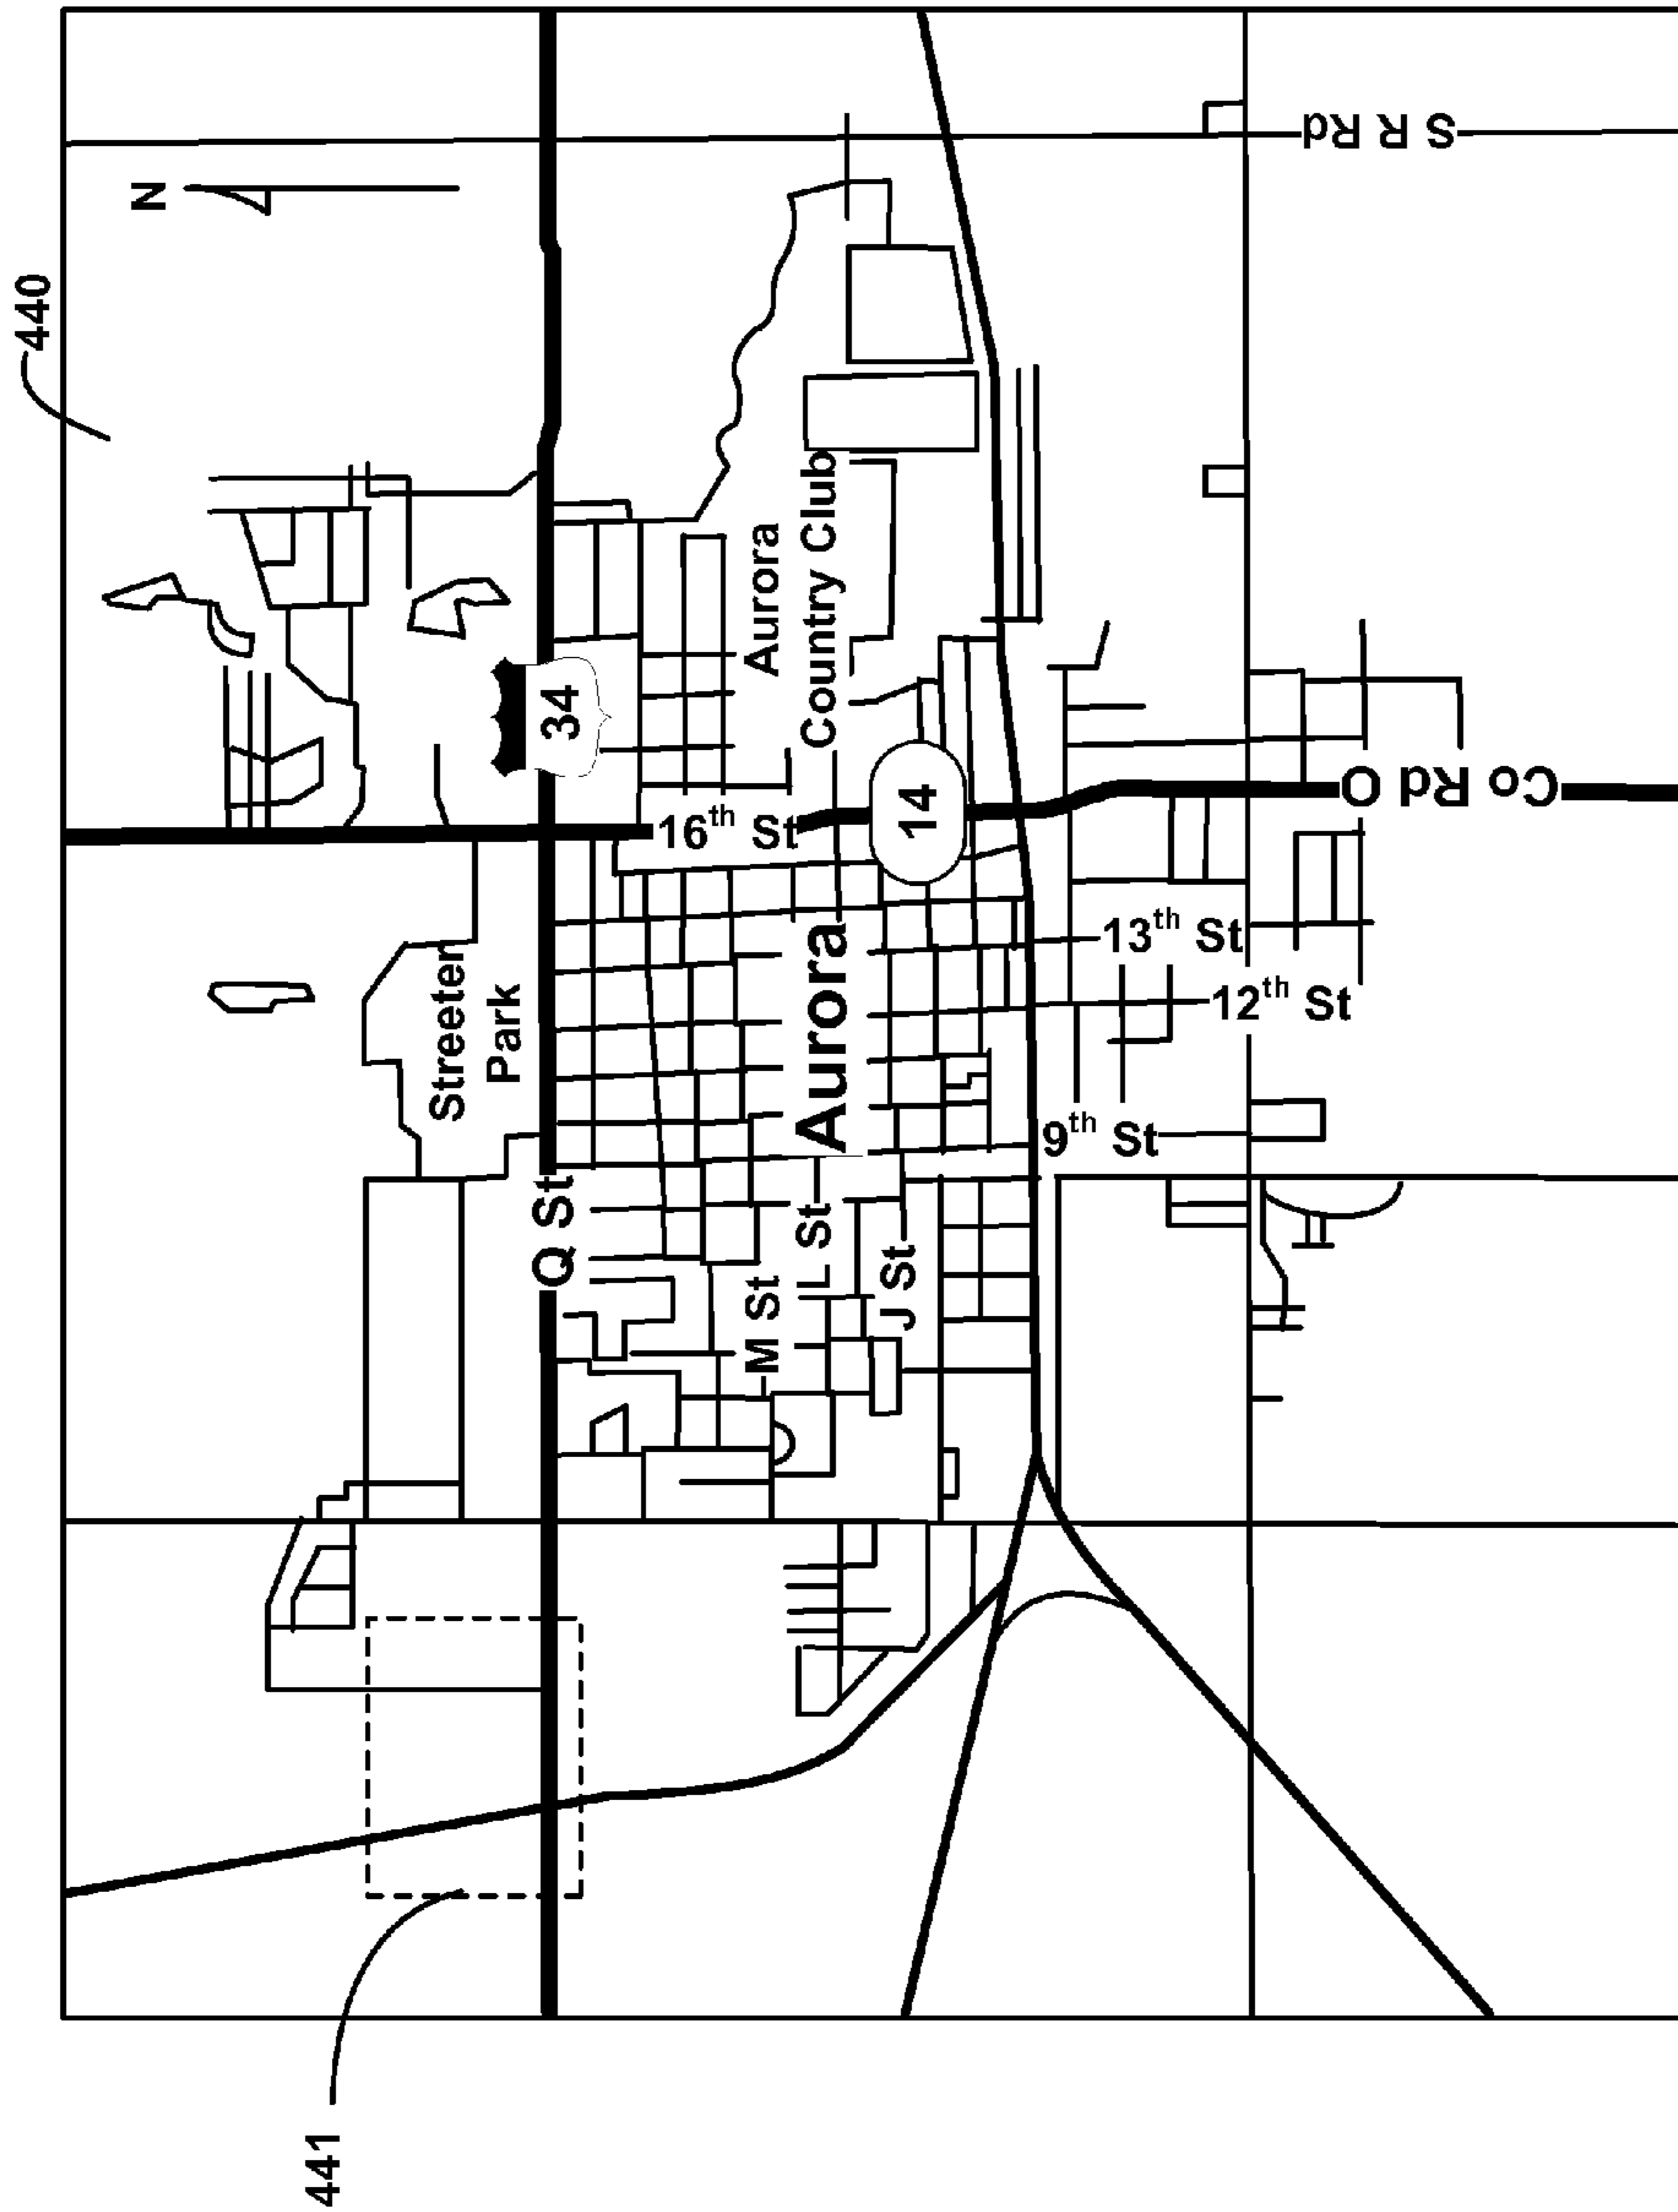 440
N
S R Rd
34
Aurora
Country Club
14
Co Rd O
16th St
13th St
12th St
Streeter
Park
Aurora
9th St
Q St
L St
M St
J St
441